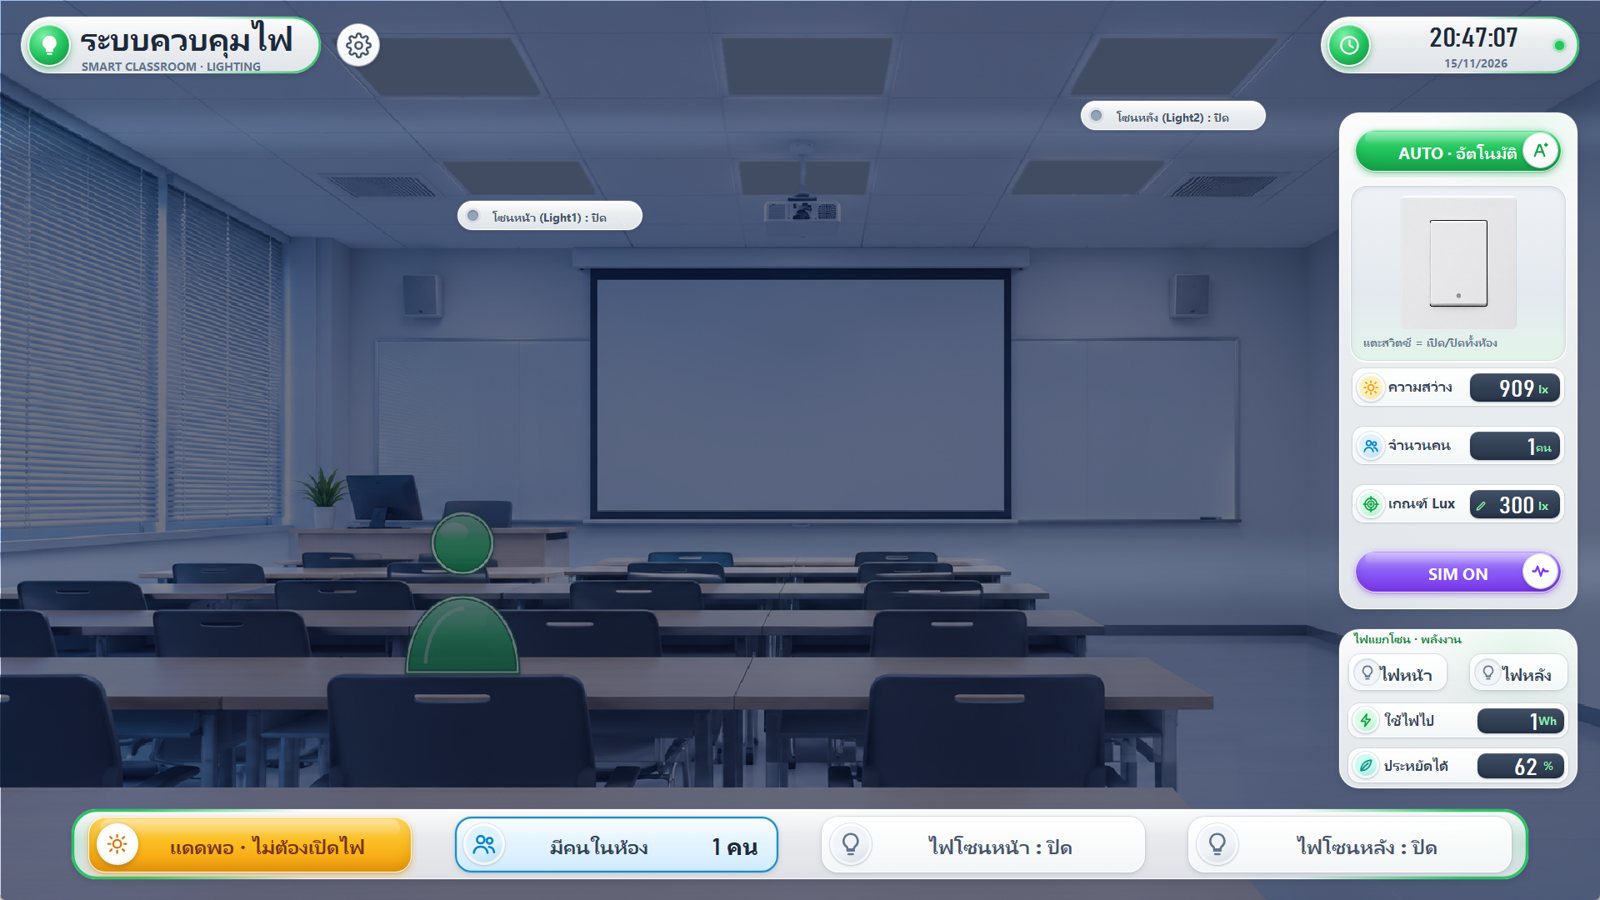 ระบบควบคุมไฟ
SMART CLASSROOM · LIGHTING
20:47:07
15/11/2026
โซนหลัง (Light2) : ปิด
โซนหน้า (Light1) : ปิด
AUTO · อัตโนมัติ
A
แตะสวิตช์ = เปิด/ปิดทั้งห้อง
ความสว่าง 909 lx
จำนวนคน 1 คน
เกณฑ์ Lux 300 lx
SIM ON
ไฟแยกโซน · พลังงาน
ไฟหน้า ไฟหลัง
ใช้ไฟไป 1 Wh
ประหยัดได้ 62 %
แดดพอ · ไม่ต้องเปิดไฟ
มีคนในห้อง 1 คน
ไฟโซนหน้า : ปิด
ไฟโซนหลัง : ปิด